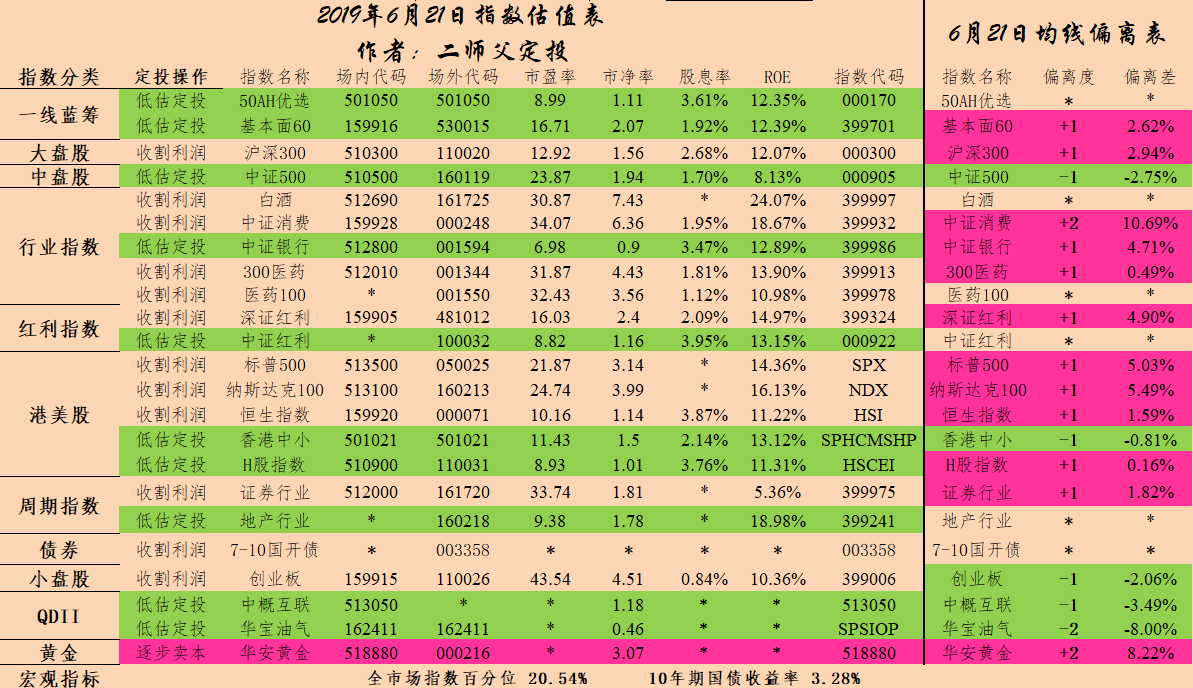 2019年6月21日指数估值表
作者：二师父定投
6月21日均线偏离表
指数分类 定投操作 指数名称 场内代码 场外代码 市盈率 市净率 股息率 ROE 指数代码 指数名称 偏离度 偏离差
一线蓝筹 低估定投 50AH优选 501050 501050 8.99 1.11 3.61% 12.35% 000170 50AH优选 * *
低估定投 基本面60 159916 530015 16.71 2.07 1.92% 12.39% 399701 基本面60 +1 2.62%
大盘股 收割利润 沪深300 510300 110020 12.92 1.56 2.68% 12.07% 000300 沪深300 +1 2.94%
中盘股 低估定投 中证500 510500 160119 23.87 1.94 1.70% 8.13% 000905 中证500 -1 -2.75%
行业指数 收割利润 白酒 512690 161725 30.87 7.43 * 24.07% 399997 白酒 * *
收割利润 中证消费 159928 000248 34.07 6.36 1.95% 18.67% 399932 中证消费 +2 10.69%
低估定投 中证银行 512800 001594 6.98 0.9 3.47% 12.89% 399986 中证银行 +1 4.71%
收割利润 300医药 512010 001344 31.87 4.43 1.81% 13.90% 399913 300医药 +1 0.49%
收割利润 医药100 * 001550 32.43 3.56 1.12% 10.98% 399978 医药100 * *
红利指数 收割利润 深证红利 159905 481012 16.03 2.4 2.09% 14.97% 399324 深证红利 +1 4.90%
低估定投 中证红利 * 100032 8.82 1.16 3.95% 13.15% 000922 中证红利 * *
港美股 收割利润 标普500 513500 050025 21.87 3.14 * 14.36% SPX 标普500 +1 5.03%
收割利润 纳斯达克100 513100 160213 24.74 3.99 * 16.13% NDX 纳斯达克100 +1 5.49%
收割利润 恒生指数 159920 000071 10.16 1.14 3.87% 11.22% HSI 恒生指数 +1 1.59%
低估定投 香港中小 501021 501021 11.43 1.5 2.14% 13.12% SPHCMSHP 香港中小 -1 -0.81%
低估定投 H股指数 510900 110031 8.93 1.01 3.76% 11.31% HSCEI H股指数 +1 0.16%
周期指数 收割利润 证券行业 512000 161720 33.74 1.81 * 5.36% 399975 证券行业 +1 1.82%
低估定投 地产行业 * 160218 9.38 1.78 * 18.98% 399241 地产行业 * *
债券 收割利润 7-10国开债 * 003358 * * * * 003358 7-10国开债 * *
小盘股 收割利润 创业板 159915 110026 43.54 4.51 0.84% 10.36% 399006 创业板 -1 -2.06%
QDII 低估定投 中概互联 513050 * * 1.18 * * 513050 中概互联 -1 -3.49%
低估定投 华宝油气 162411 162411 * 0.46 * * SPSIOP 华宝油气 -2 -8.00%
黄金 逐步卖本 华安黄金 518880 000216 * 3.07 * * 518880 华安黄金 +2 8.22%
宏观指标 全市场指数百分位 20.54% 10年期国债收益率 3.28%